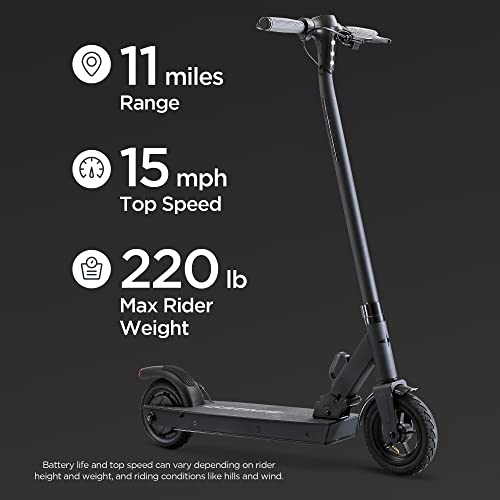 11 miles
Range
15 mph
Top Speed
220 lb
Max Rider
Weight
Battery life and top speed can vary depending on rider
height and weight, and riding conditions like hills and wind.